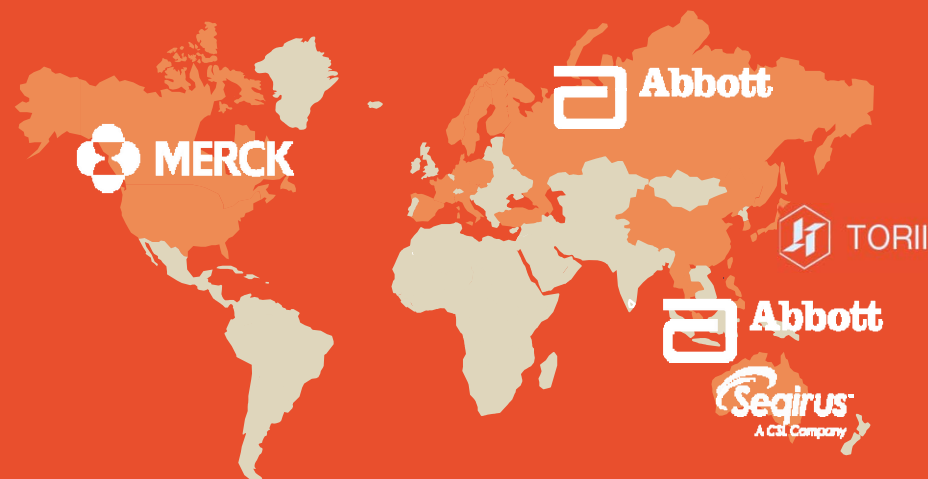 Abbott
MERCK
TORII
Abbott
Seqirus
A CSL Company